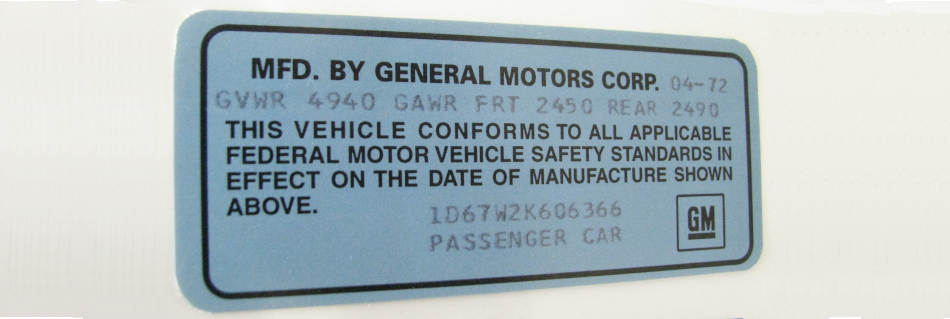 MFD. BY GENERAL MOTORS CORP. 04-72
GVWR 4940 GAWR FRT 2450 REAR 2490
THIS VEHICLE CONFORMS TO ALL APPLICABLE
FEDERAL MOTOR VEHICLE SAFETY STANDARDS IN
EFFECT ON THE DATE OF MANUFACTURE SHOWN
ABOVE.
1D67W2K606366
PASSENGER CAR
GM